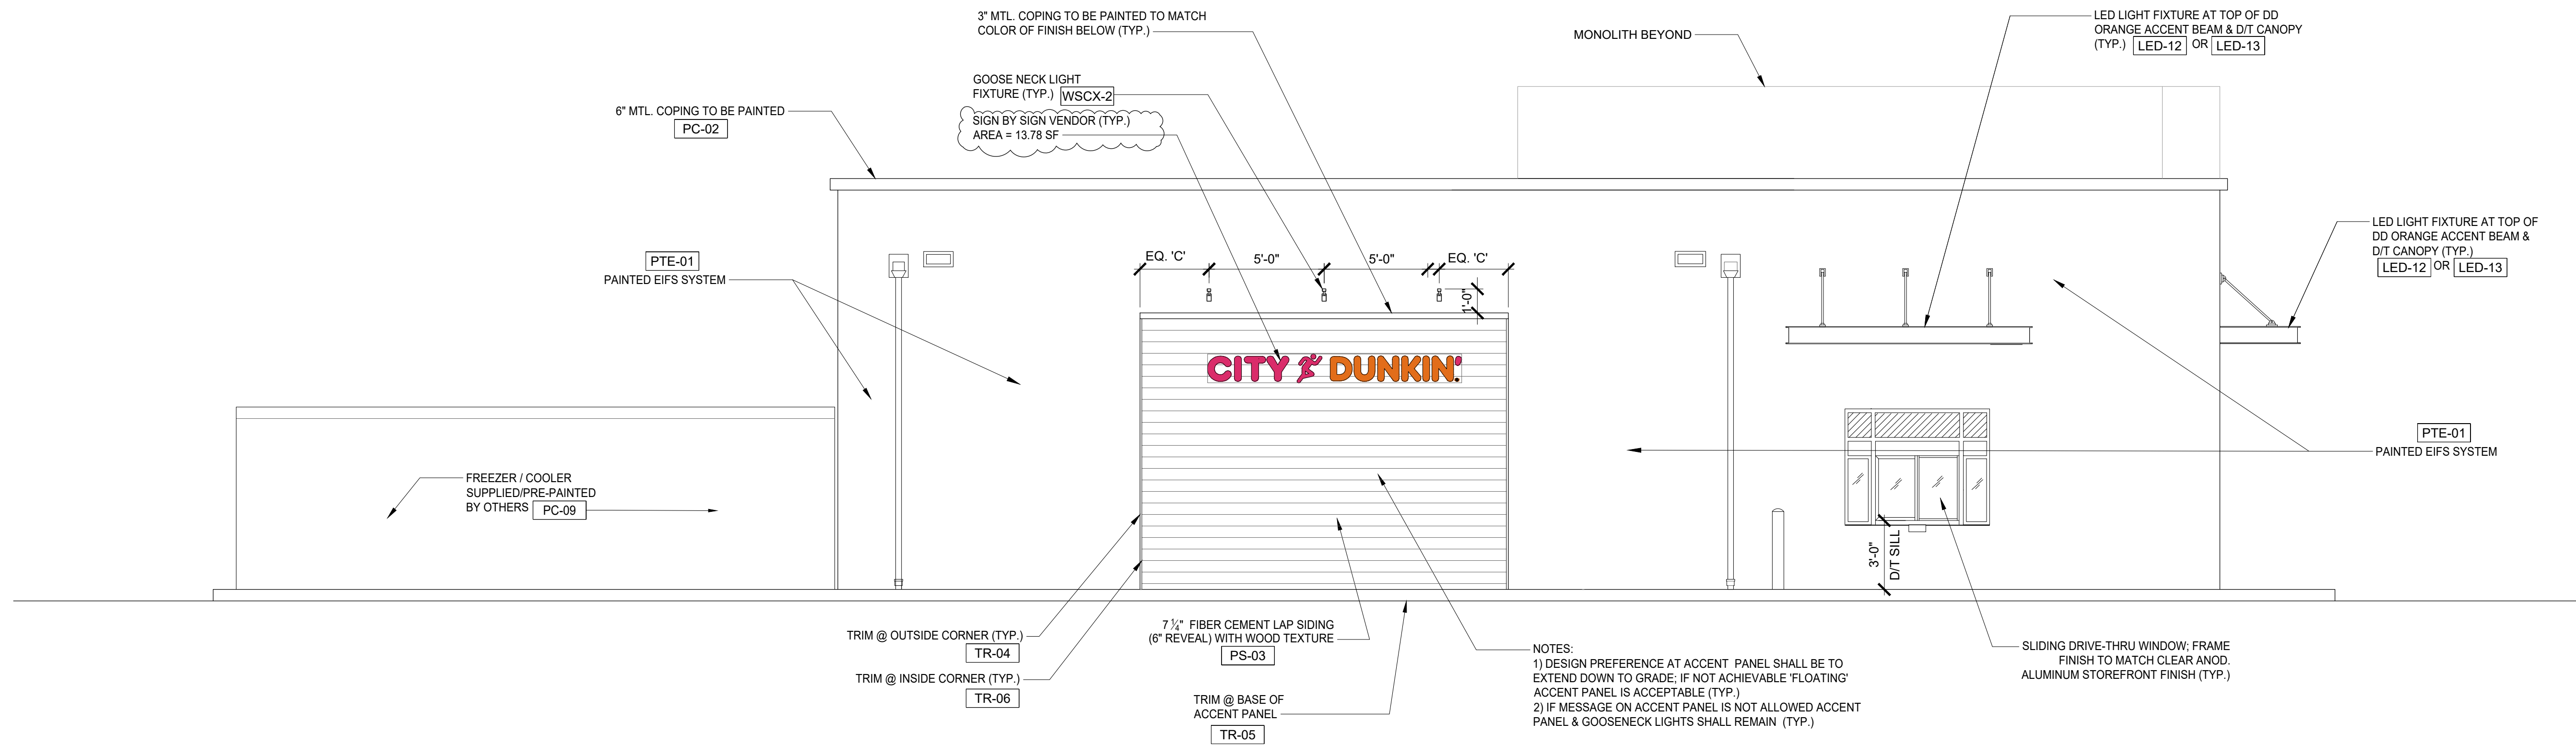 3" MTL. COPING TO BE PAINTED TO MATCH
COLOR OF FINISH BELOW (TYP.)
MONOLITH BEYOND
LED LIGHT FIXTURE AT TOP OF DD
ORANGE ACCENT BEAM & D/T CANOPY
(TYP.) LED-12 OR LED-13
GOOSE NECK LIGHT
FIXTURE (TYP.) WSCX-2
6" MTL. COPING TO BE PAINTED
PC-02
SIGN BY SIGN VENDOR (TYP.)
AREA = 13.78 SF
LED LIGHT FIXTURE AT TOP OF
DD ORANGE ACCENT BEAM &
D/T CANOPY (TYP.)
LED-12 OR LED-13
PTE-01
PAINTED EIFS SYSTEM
EQ. 'C' 5'-0" 5'-0" EQ. 'C'
1'-0"
CITY DUNKIN'
PTE-01
PAINTED EIFS SYSTEM
FREEZER / COOLER
SUPPLIED/PRE-PAINTED
BY OTHERS PC-09
3'-0"
D/T SILL
TRIM @ OUTSIDE CORNER (TYP.)
TR-04
TRIM @ INSIDE CORNER (TYP.)
TR-06
7 ¼" FIBER CEMENT LAP SIDING
(6" REVEAL) WITH WOOD TEXTURE
PS-03
TRIM @ BASE OF
ACCENT PANEL
TR-05
NOTES:
1) DESIGN PREFERENCE AT ACCENT PANEL SHALL BE TO
EXTEND DOWN TO GRADE; IF NOT ACHIEVABLE 'FLOATING'
ACCENT PANEL IS ACCEPTABLE (TYP.)
2) IF MESSAGE ON ACCENT PANEL IS NOT ALLOWED ACCENT
PANEL & GOOSENECK LIGHTS SHALL REMAIN (TYP.)
SLIDING DRIVE-THRU WINDOW; FRAME
FINISH TO MATCH CLEAR ANOD.
ALUMINUM STOREFRONT FINISH (TYP.)